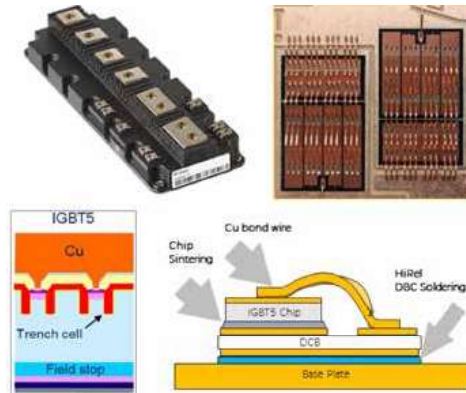 IGBT5
Cu
Trench cell
Field stop
Cu bond wire
Chip
Sintering
HiRel
DBC Soldering
IGBT5 Chip
DCB
Base Plate